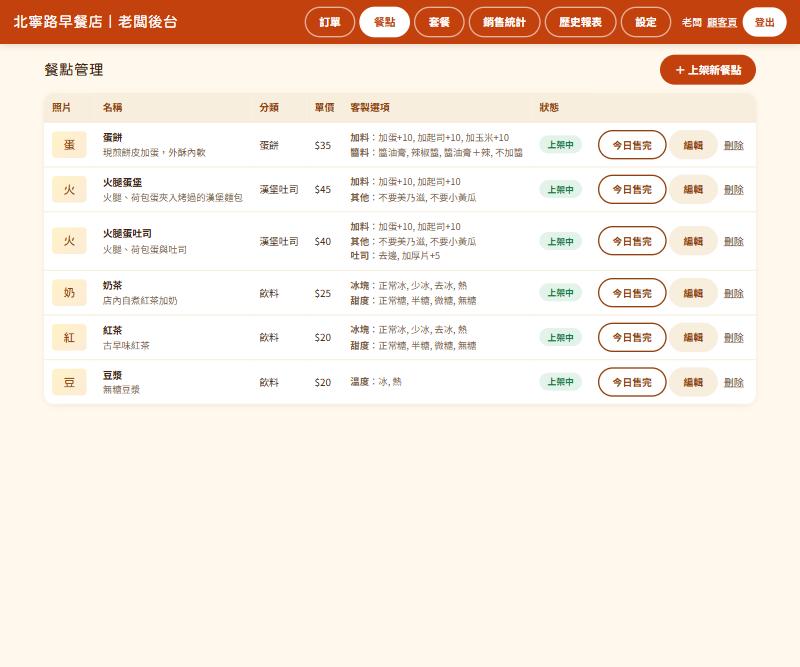 北寧路早餐店｜老闆後台
訂單 餐點 套餐 銷售統計 歷史報表 設定 老闆 顧客頁 登出
餐點管理
＋ 上架新餐點
照片 名稱 分類 單價 客製選項 狀態
蛋 蛋餅 現煎餅皮加蛋，外酥內軟 蛋餅 $35
加料：加蛋+10, 加起司+10, 加玉米+10
醬料：醬油膏, 辣椒醬, 醬油膏＋辣, 不加醬
上架中 今日售完 編輯 刪除
火 火腿蛋堡 火腿、荷包蛋夾入烤過的漢堡麵包 漢堡吐司 $45
加料：加蛋+10, 加起司+10
其他：不要美乃滋, 不要小黃瓜
上架中 今日售完 編輯 刪除
火 火腿蛋吐司 火腿、荷包蛋與吐司 漢堡吐司 $40
加料：加蛋+10, 加起司+10
其他：不要美乃滋, 不要小黃瓜
吐司：去邊, 加厚片+5
上架中 今日售完 編輯 刪除
奶 奶茶 店內自煮紅茶加奶 飲料 $25
冰塊：正常冰, 少冰, 去冰, 熱
甜度：正常糖, 半糖, 微糖, 無糖
上架中 今日售完 編輯 刪除
紅 紅茶 古早味紅茶 飲料 $20
冰塊：正常冰, 少冰, 去冰, 熱
甜度：正常糖, 半糖, 微糖, 無糖
上架中 今日售完 編輯 刪除
豆 豆漿 無糖豆漿 飲料 $20
溫度：冰, 熱
上架中 今日售完 編輯 刪除